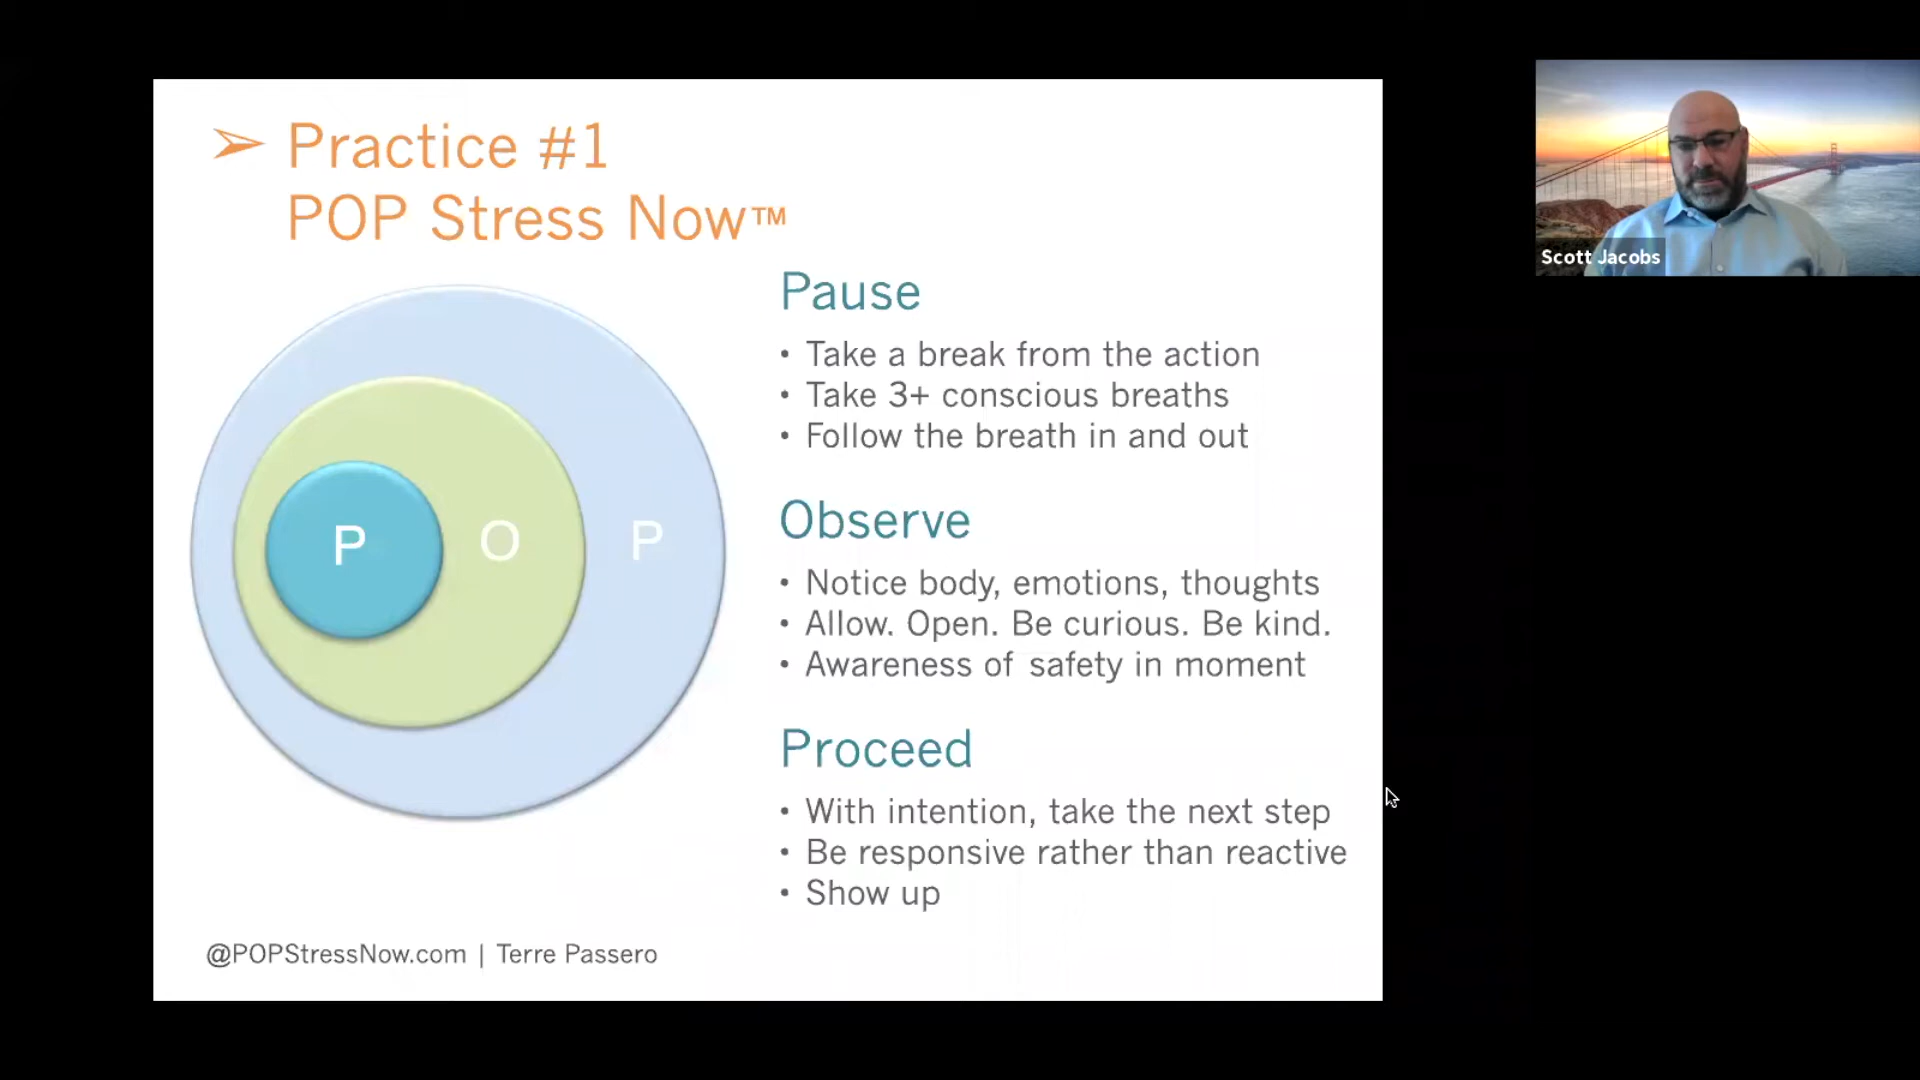 ➢ Practice #1
POP Stress Now™
Pause
• Take a break from the action
• Take 3+ conscious breaths
• Follow the breath in and out
P O P
Observe
• Notice body, emotions, thoughts
• Allow. Open. Be curious. Be kind.
• Awareness of safety in moment
Proceed
• With intention, take the next step
• Be responsive rather than reactive
• Show up
@POPStressNow.com | Terre Passero
Scott Jacobs